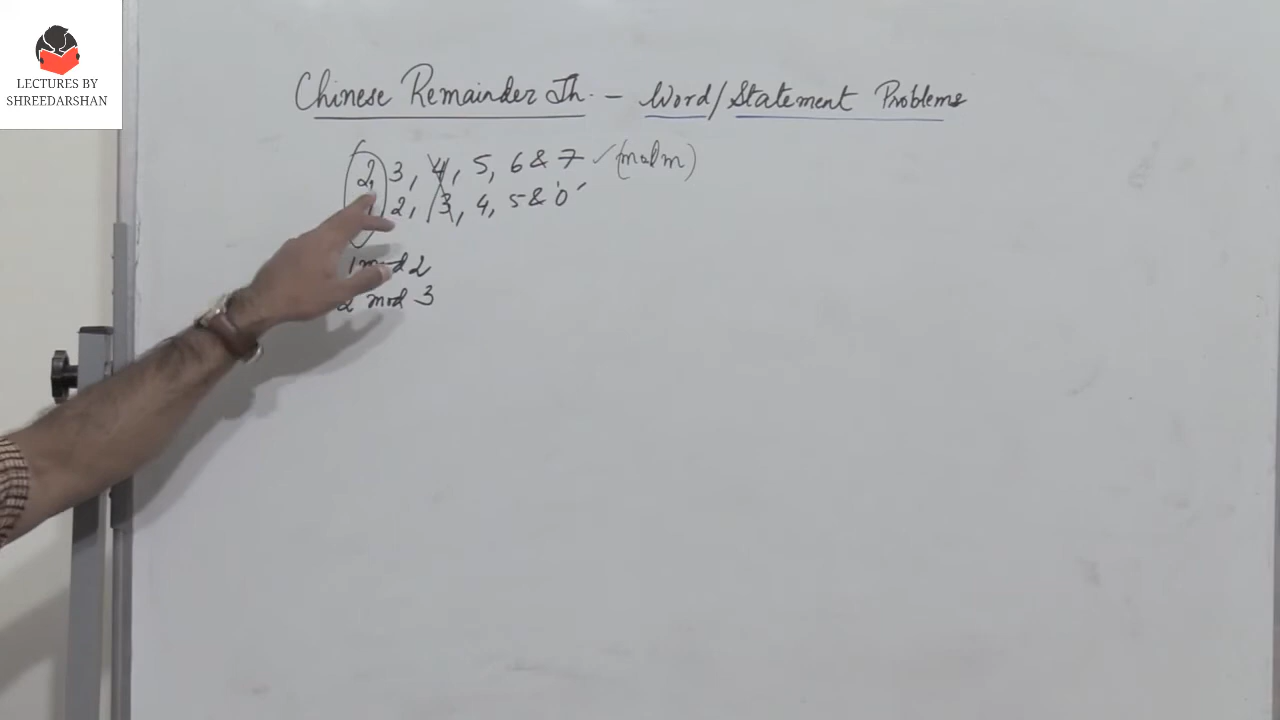 LECTURES BY
SHREEDARSHAN
Chinese Remainder Th. - Word/Statement Problems
2, 3, 4, 5, 6 & 7 ✓ (mod m)
2, 3, 4, 5 & '0'
1 mod 2
2 mod 3